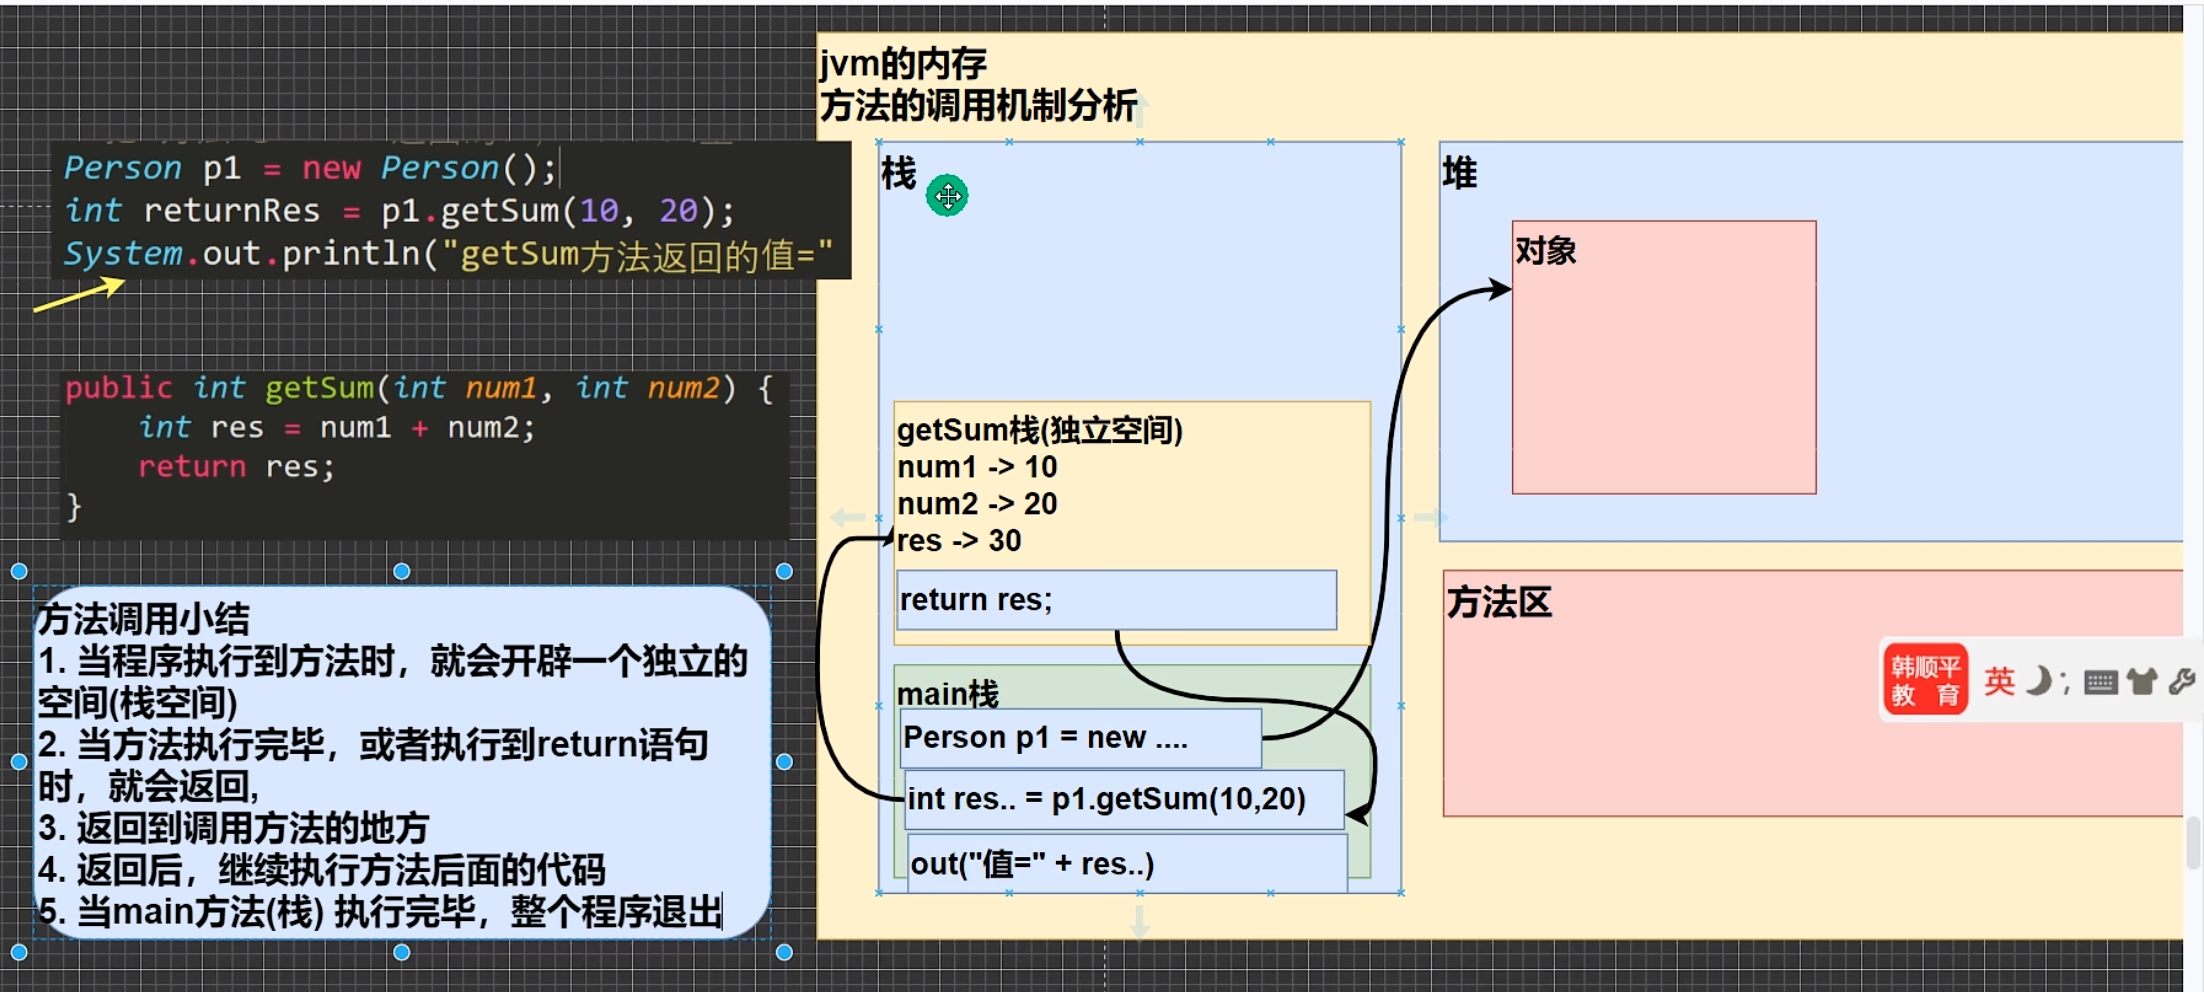 Person p1 = new Person();
int returnRes = p1.getSum(10, 20);
System.out.println("getSum方法返回的值="
public int getSum(int num1, int num2) {
    int res = num1 + num2;
    return res;
}
方法调用小结
1. 当程序执行到方法时，就会开辟一个独立的
空间(栈空间)
2. 当方法执行完毕，或者执行到return语句
时，就会返回,
3. 返回到调用方法的地方
4. 返回后，继续执行方法后面的代码
5. 当main方法(栈) 执行完毕，整个程序退出
jvm的内存
方法的调用机制分析
栈
getSum栈(独立空间)
num1 -> 10
num2 -> 20
res -> 30
return res;
main栈
Person p1 = new ....
int res.. = p1.getSum(10,20)
out("值=" + res..)
堆
对象
方法区
韩顺平
教 育
英